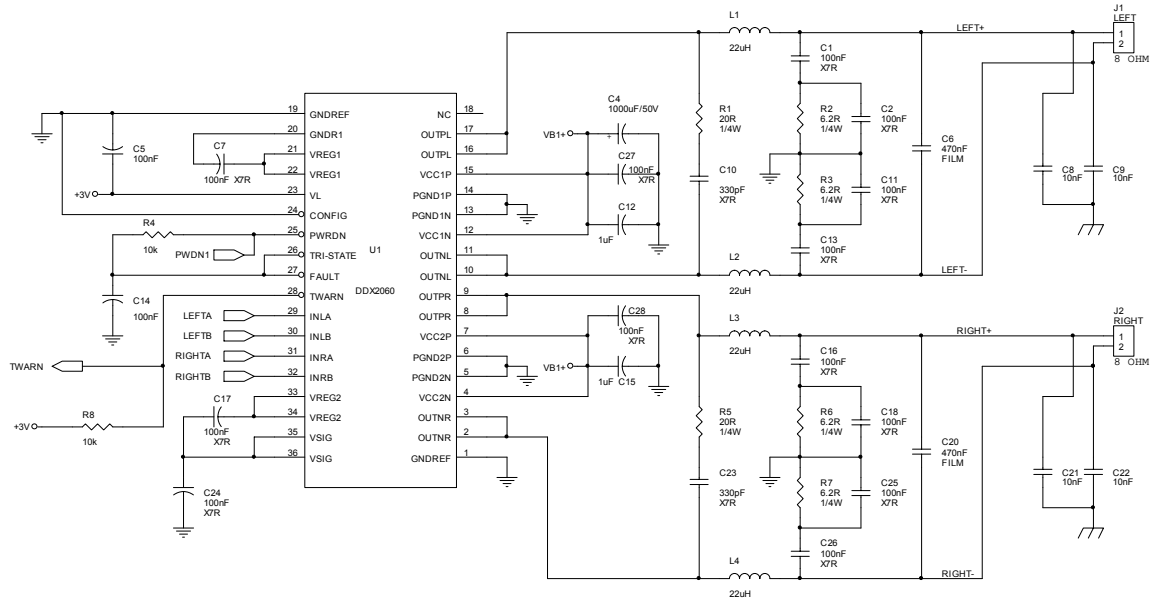 J1
LEFT
1
2
8 OHM
LEFT+
L1
22uH
C1
100nF
X7R
R1
20R
1/4W
R2
6.2R
1/4W
C2
100nF
X7R
C6
470nF
FILM
C10
330pF
X7R
R3
6.2R
1/4W
C11
100nF
X7R
C8
10nF
C9
10nF
C13
100nF
X7R
L2
22uH
LEFT-
C4
1000uF/50V
VB1+
+
C27
100nF
X7R
C12
1uF
19 GNDREF
20 GNDR1
21 VREG1
22 VREG1
23 VL
24 CONFIG
25 PWRDN
26 TRI-STATE
27 FAULT
28 TWARN
29 INLA
30 INLB
31 INRA
32 INRB
33 VREG2
34 VREG2
35 VSIG
36 VSIG
U1
DDX2060
NC 18
OUTPL 17
OUTPL 16
VCC1P 15
PGND1P 14
PGND1N 13
VCC1N 12
OUTNL 11
OUTNL 10
OUTPR 9
OUTPR 8
VCC2P 7
PGND2P 6
PGND2N 5
VCC2N 4
OUTNR 3
OUTNR 2
GNDREF 1
C5
100nF
C7
100nF X7R
+3V
R4
10k
PWDN1
C14
100nF
LEFTA
LEFTB
RIGHTA
RIGHTB
TWARN
R8
10k
+3V
C17
100nF
X7R
C24
100nF
X7R
C28
100nF
X7R
VB1+
1uF C15
J2
RIGHT
1
2
8 OHM
RIGHT+
L3
22uH
C16
100nF
X7R
R5
20R
1/4W
R6
6.2R
1/4W
C18
100nF
X7R
C20
470nF
FILM
C23
330pF
X7R
R7
6.2R
1/4W
C25
100nF
X7R
C21
10nF
C22
10nF
C26
100nF
X7R
L4
22uH
RIGHT-